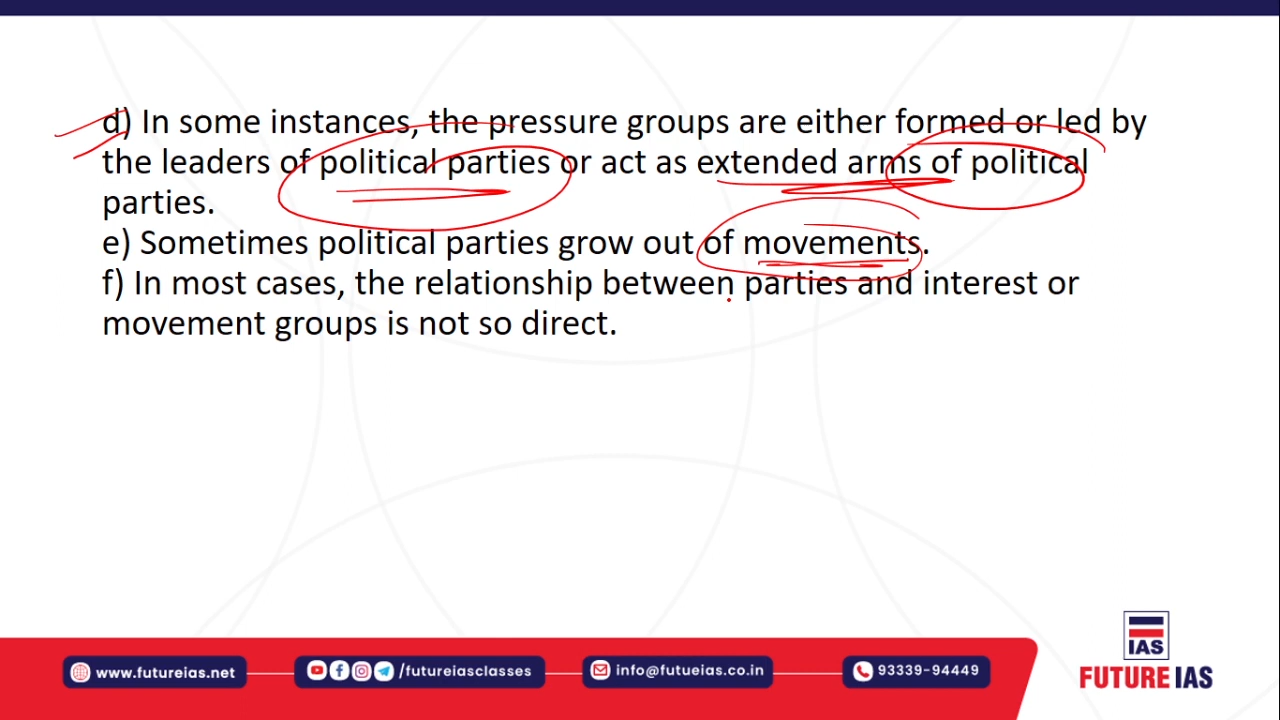 d) In some instances, the pressure groups are either formed or led by
the leaders of political parties or act as extended arms of political
parties.
e) Sometimes political parties grow out of movements.
f) In most cases, the relationship between parties and interest or
movement groups is not so direct.
IAS
www.futureias.net /futureiasclasses info@futueias.co.in 93339-94449
FUTURE IAS